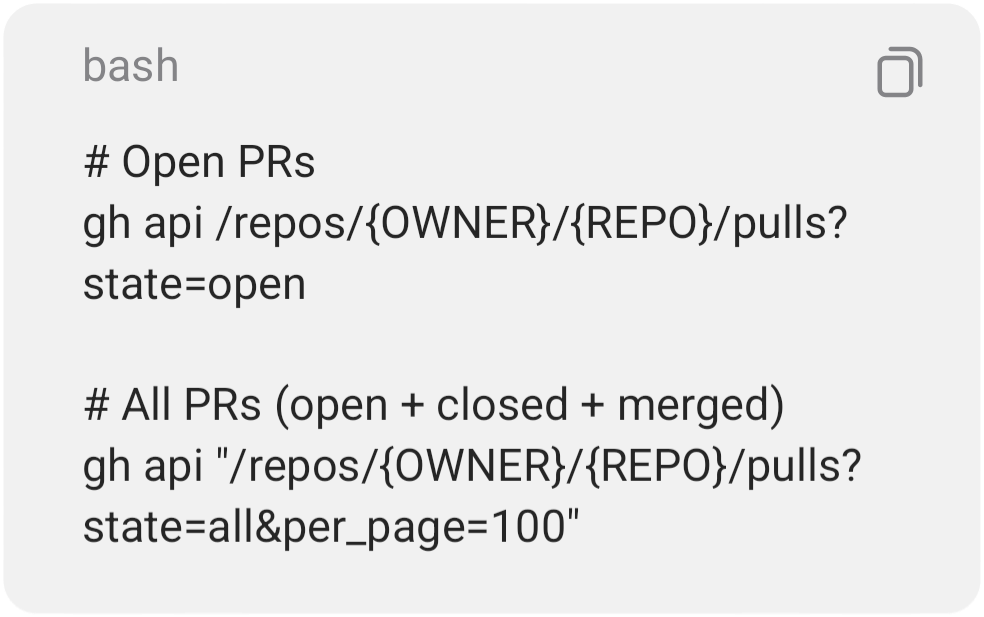 bash
# Open PRs
gh api /repos/{OWNER}/{REPO}/pulls?
state=open
# All PRs (open + closed + merged)
gh api "/repos/{OWNER}/{REPO}/pulls?
state=all&per_page=100"